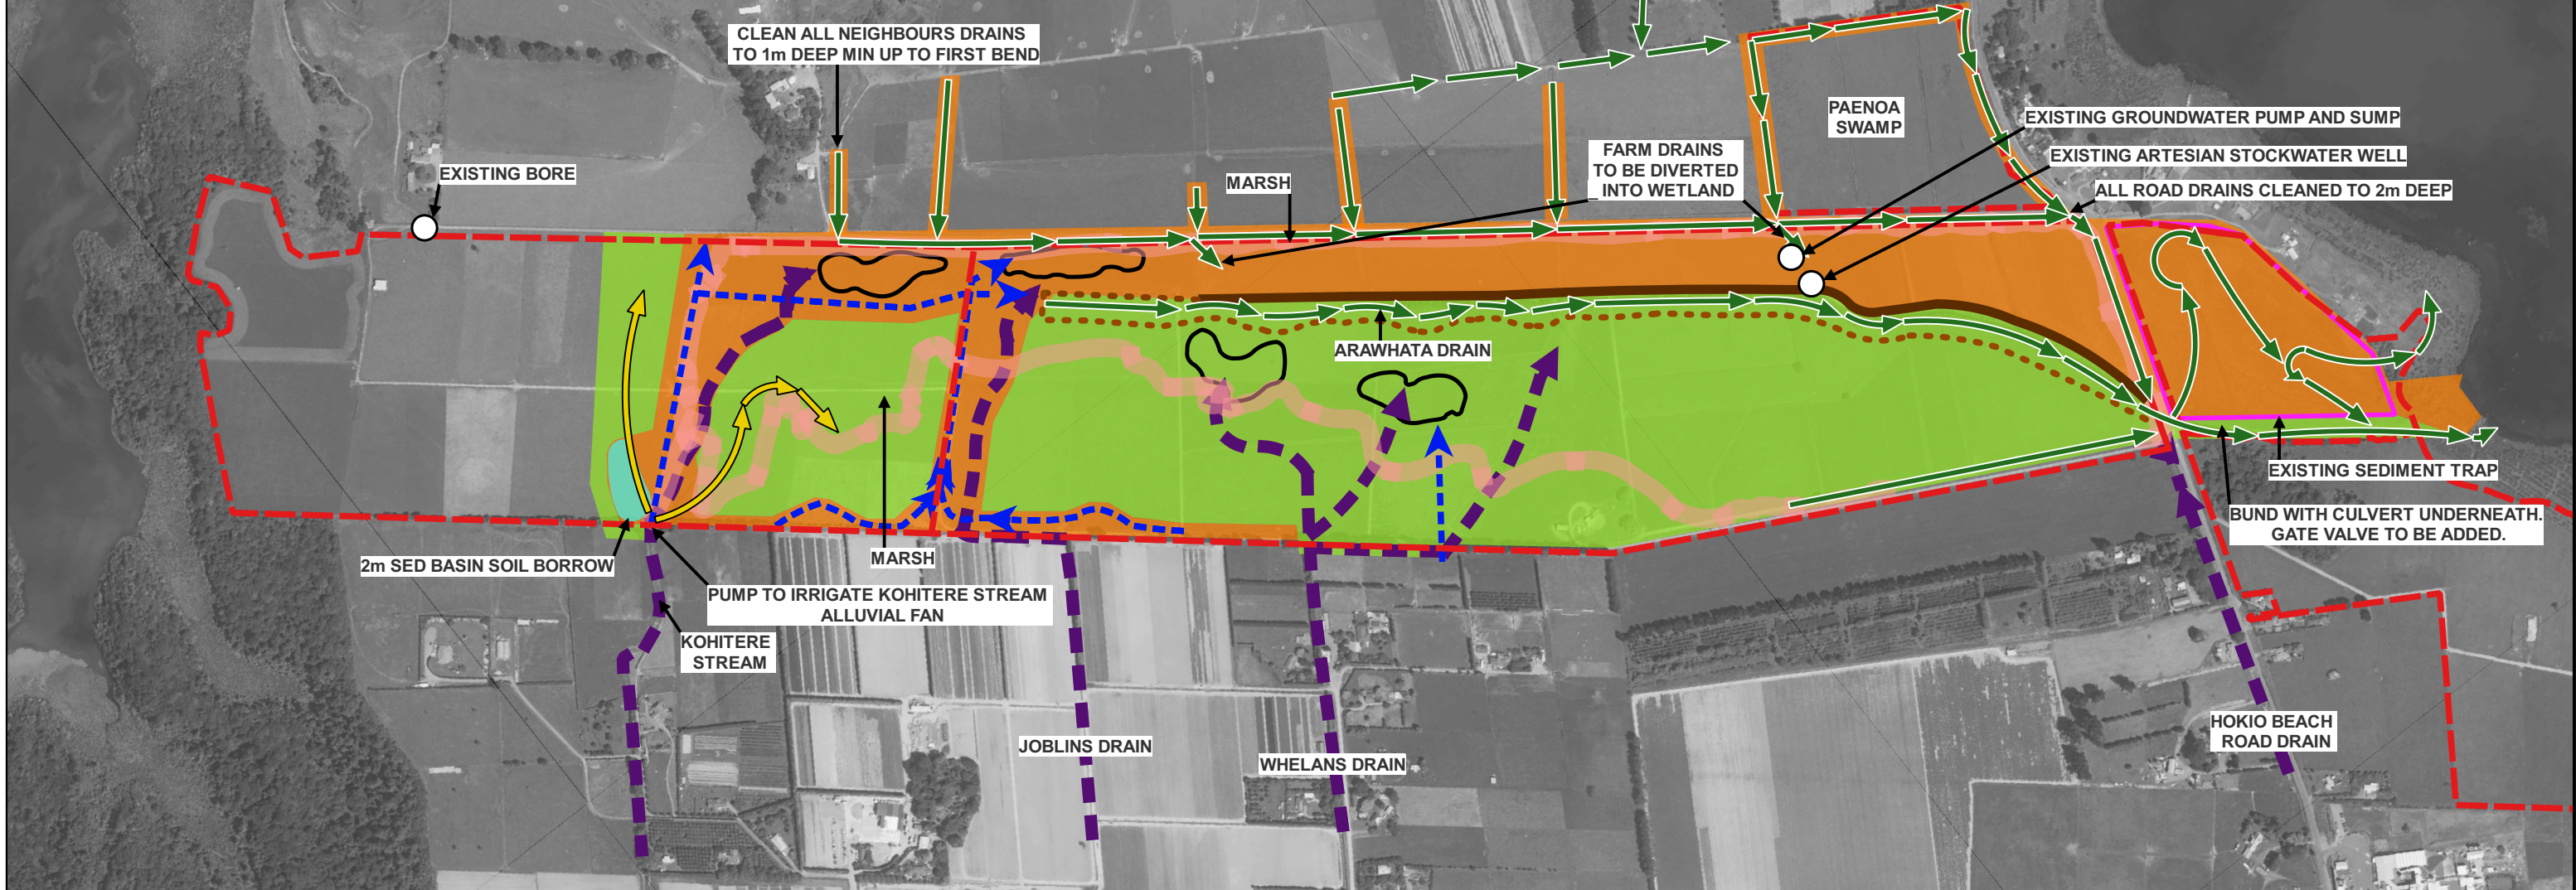 CLEAN ALL NEIGHBOURS DRAINS
TO 1m DEEP MIN UP TO FIRST BEND
PAENOA
SWAMP
EXISTING GROUNDWATER PUMP AND SUMP
FARM DRAINS
TO BE DIVERTED
INTO WETLAND
EXISTING ARTESIAN STOCKWATER WELL
EXISTING BORE
MARSH
ALL ROAD DRAINS CLEANED TO 2m DEEP
ARAWHATA DRAIN
EXISTING SEDIMENT TRAP
BUND WITH CULVERT UNDERNEATH.
GATE VALVE TO BE ADDED.
2m SED BASIN SOIL BORROW
MARSH
PUMP TO IRRIGATE KOHITERE STREAM
ALLUVIAL FAN
KOHITERE
STREAM
JOBLINS DRAIN
WHELANS DRAIN
HOKIO BEACH
ROAD DRAIN